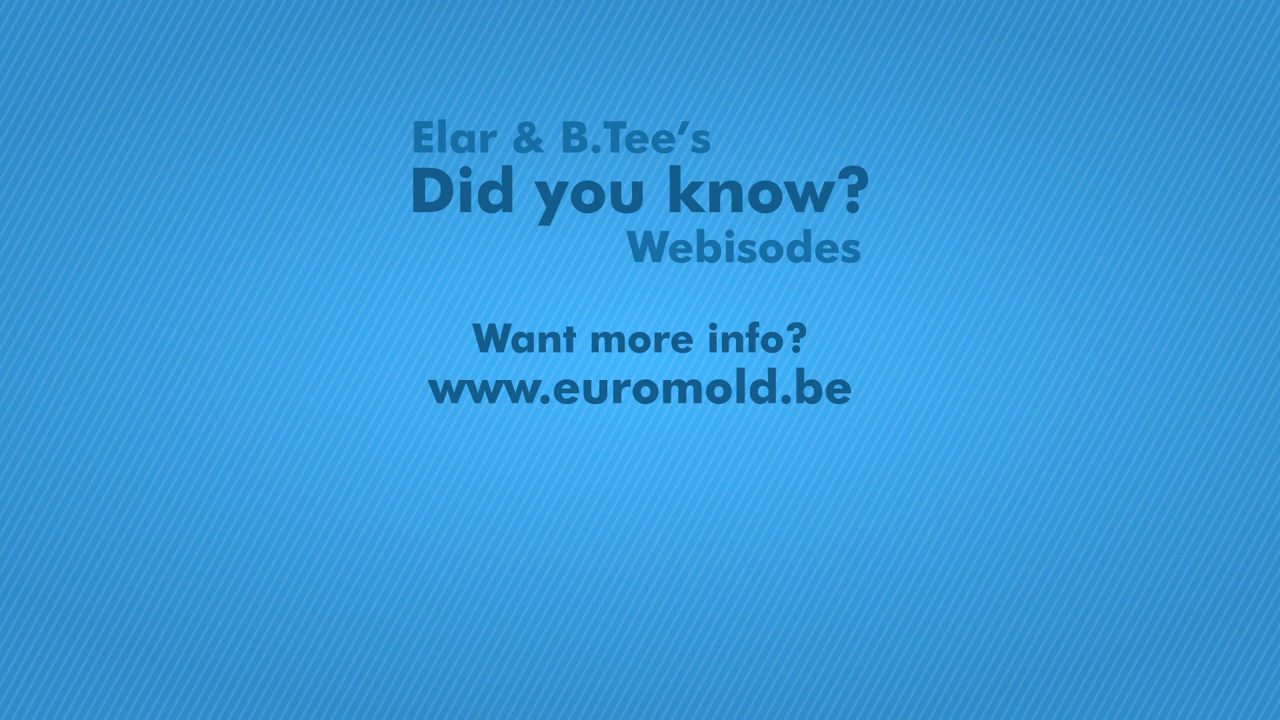 Elar & B.Tee’s
Did you know?
Webisodes
Want more info?
www.euromold.be